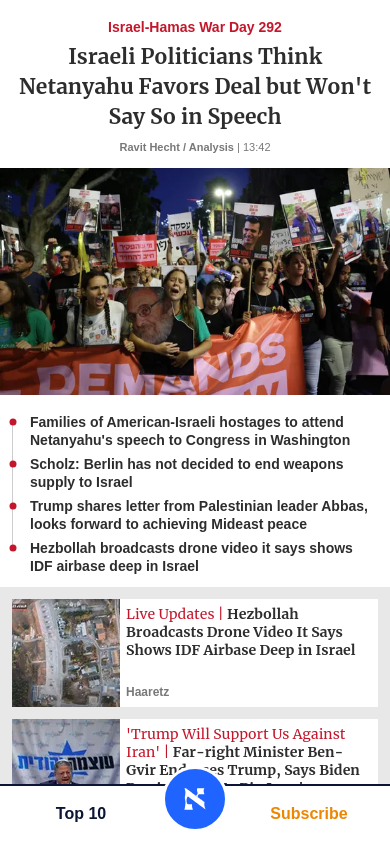 Israel-Hamas War Day 292
Israeli Politicians Think
Netanyahu Favors Deal but Won't
Say So in Speech
Ravit Hecht / Analysis | 13:42
DEMANDS
Families of American-Israeli hostages to attend
Netanyahu's speech to Congress in Washington
Scholz: Berlin has not decided to end weapons
supply to Israel
Trump shares letter from Palestinian leader Abbas,
looks forward to achieving Mideast peace
Hezbollah broadcasts drone video it says shows
IDF airbase deep in Israel
Live Updates | Hezbollah
Broadcasts Drone Video It Says
Shows IDF Airbase Deep in Israel
Haaretz
'Trump Will Support Us Against
Iran' | Far-right Minister Ben-
Gvir Endorses Trump, Says Biden
עוצמה יהודית
Top 10
Subscribe